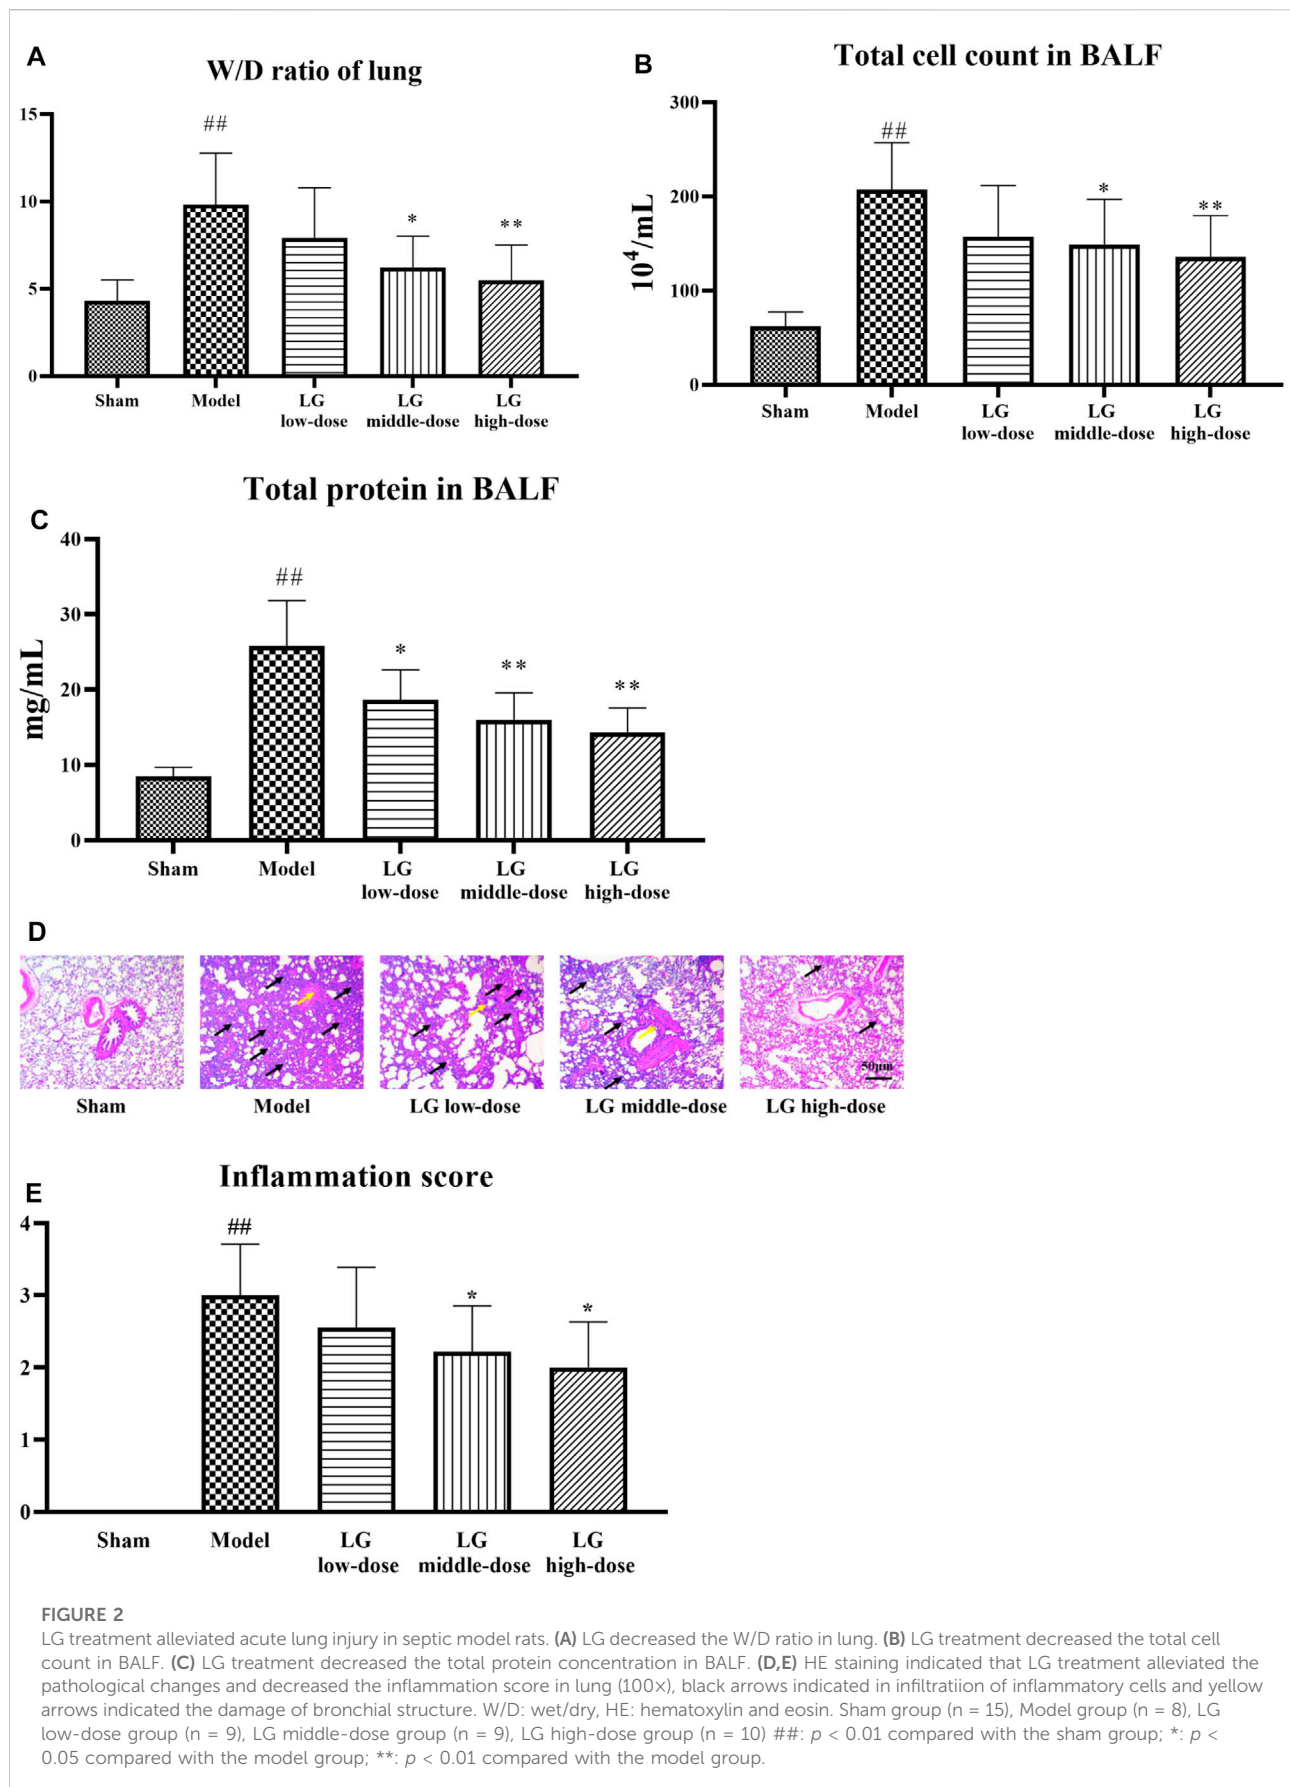 A
W/D ratio of lung
15
10
5
0
##
*
**
Sham
Model
LG
low-dose
LG
middle-dose
LG
high-dose
B
Total cell count in BALF
10⁴/mL
300
200
100
0
##
*
**
Sham
Model
LG
low-dose
LG
middle-dose
LG
high-dose
C
Total protein in BALF
mg/mL
40
30
20
10
0
##
*
**
**
Sham
Model
LG
low-dose
LG
middle-dose
LG
high-dose
D
50μm
Sham
Model
LG low-dose
LG middle-dose
LG high-dose
E
Inflammation score
4
3
2
1
0
##
*
*
Sham
Model
LG
low-dose
LG
middle-dose
LG
high-dose
FIGURE 2
LG treatment alleviated acute lung injury in septic model rats. (A) LG decreased the W/D ratio in lung. (B) LG treatment decreased the total cell
count in BALF. (C) LG treatment decreased the total protein concentration in BALF. (D,E) HE staining indicated that LG treatment alleviated the
pathological changes and decreased the inflammation score in lung (100×), black arrows indicated in infiltratiion of inflammatory cells and yellow
arrows indicated the damage of bronchial structure. W/D: wet/dry, HE: hematoxylin and eosin. Sham group (n = 15), Model group (n = 8), LG
low-dose group (n = 9), LG middle-dose group (n = 9), LG high-dose group (n = 10) ##: p < 0.01 compared with the sham group; *: p <
0.05 compared with the model group; **: p < 0.01 compared with the model group.